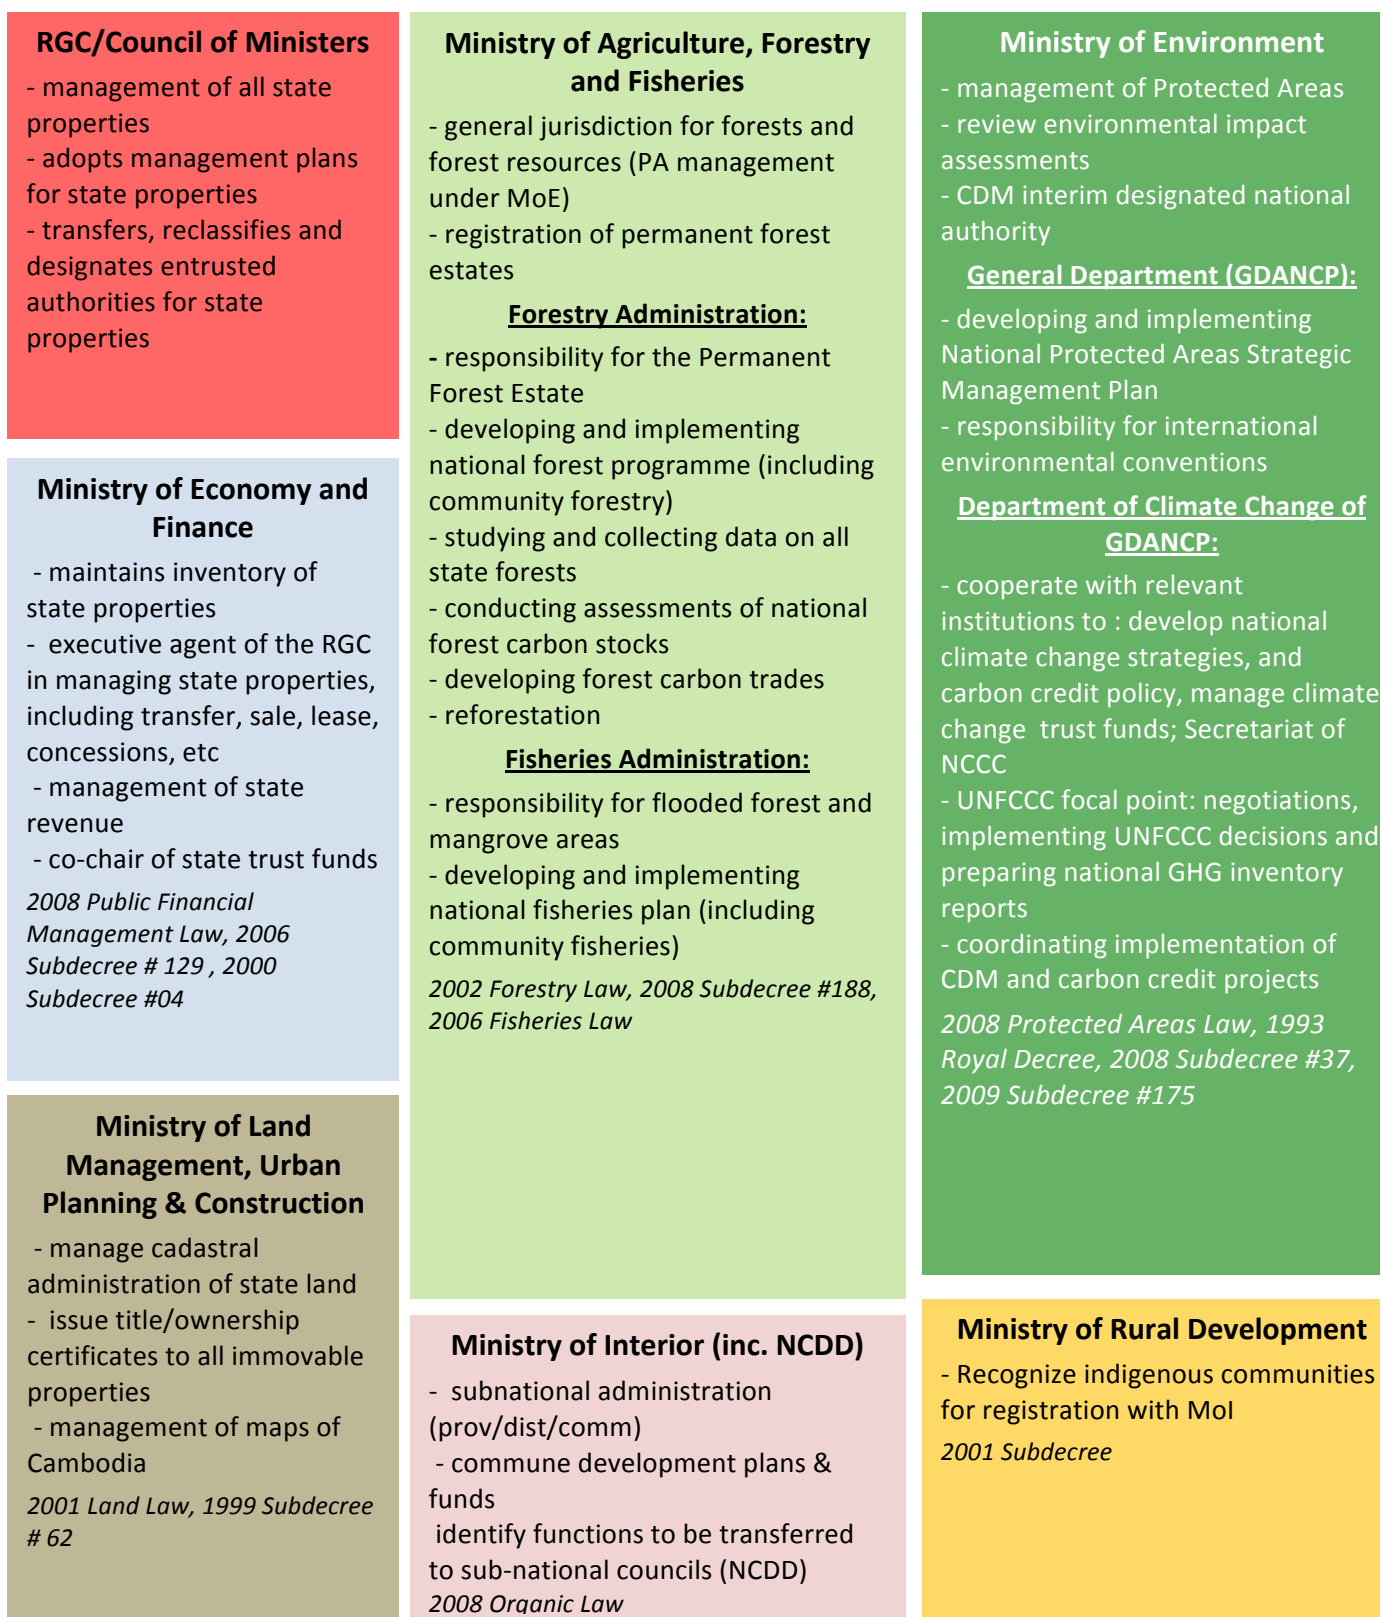 RGC/Council of Ministers
- management of all state
properties
- adopts management plans
for state properties
- transfers, reclassifies and
designates entrusted
authorities for state
properties
Ministry of Economy and
Finance
- maintains inventory of
state properties
- executive agent of the RGC
in managing state properties,
including transfer, sale, lease,
concessions, etc
- management of state
revenue
- co-chair of state trust funds
2008 Public Financial
Management Law, 2006
Subdecree # 129 , 2000
Subdecree #04
Ministry of Land
Management, Urban
Planning & Construction
- manage cadastral
administration of state land
- issue title/ownership
certificates to all immovable
properties
- management of maps of
Cambodia
2001 Land Law, 1999 Subdecree
# 62
Ministry of Agriculture, Forestry
and Fisheries
- general jurisdiction for forests and
forest resources (PA management
under MoE)
- registration of permanent forest
estates
Forestry Administration:
- responsibility for the Permanent
Forest Estate
- developing and implementing
national forest programme (including
community forestry)
- studying and collecting data on all
state forests
- conducting assessments of national
forest carbon stocks
- developing forest carbon trades
- reforestation
Fisheries Administration:
- responsibility for flooded forest and
mangrove areas
- developing and implementing
national fisheries plan (including
community fisheries)
2002 Forestry Law, 2008 Subdecree #188,
2006 Fisheries Law
Ministry of Interior (inc. NCDD)
- subnational administration
(prov/dist/comm)
- commune development plans &
funds
identify functions to be transferred
to sub-national councils (NCDD)
2008 Organic Law
Ministry of Environment
- management of Protected Areas
- review environmental impact
assessments
- CDM interim designated national
authority
General Department (GDANCP):
- developing and implementing
National Protected Areas Strategic
Management Plan
- responsibility for international
environmental conventions
Department of Climate Change of
GDANCP:
- cooperate with relevant
institutions to : develop national
climate change strategies, and
carbon credit policy, manage climate
change trust funds; Secretariat of
NCCC
- UNFCCC focal point: negotiations,
implementing UNFCCC decisions and
preparing national GHG inventory
reports
- coordinating implementation of
CDM and carbon credit projects
2008 Protected Areas Law, 1993
Royal Decree, 2008 Subdecree #37,
2009 Subdecree #175
Ministry of Rural Development
- Recognize indigenous communities
for registration with MoI
2001 Subdecree